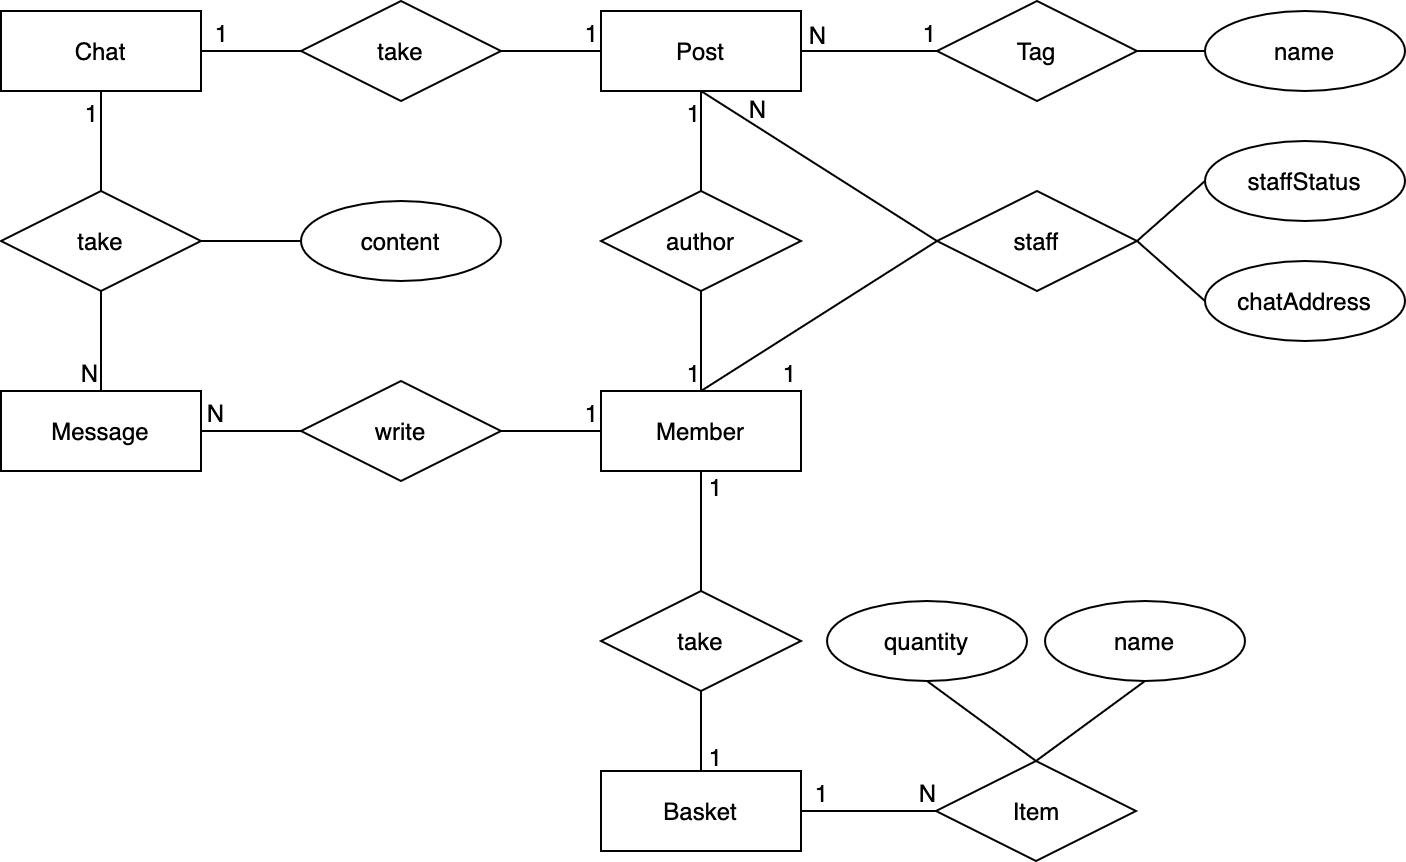 Chat
1
take
1
Post
N
1
Tag
name
1
1
N
staffStatus
take
content
author
staff
chatAddress
N
1
1
Message
N
write
1
Member
1
take
quantity
name
1
Basket
1
N
Item